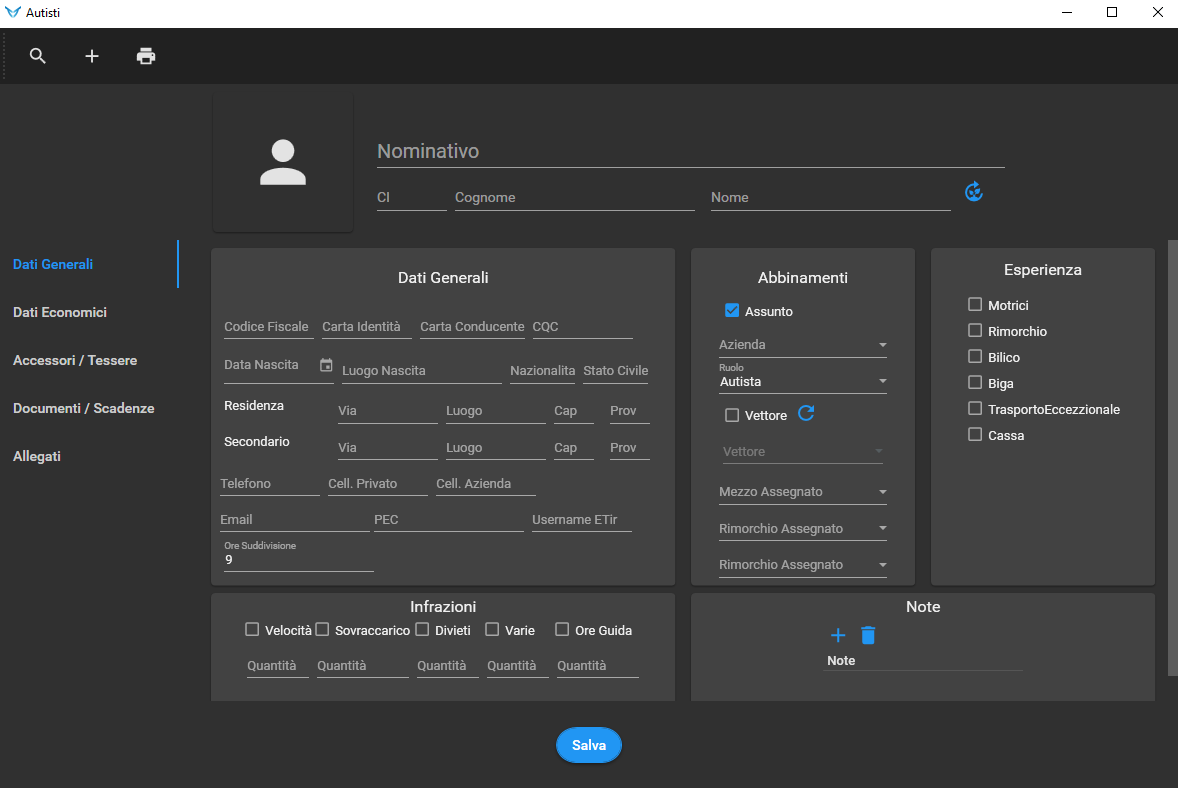 Autisti
Nominativo
CI Cognome Nome
Dati Generali
Dati Economici
Accessori / Tessere
Documenti / Scadenze
Allegati
Dati Generali
Codice Fiscale Carta Identità Carta Conducente CQC
Data Nascita Luogo Nascita Nazionalita Stato Civile
Residenza Via Luogo Cap Prov
Secondario Via Luogo Cap Prov
Telefono Cell. Privato Cell. Azienda
Email PEC Username ETir
Ore Suddivisione
9
Abbinamenti
Assunto
Azienda
Ruolo
Autista
Vettore
Vettore
Mezzo Assegnato
Rimorchio Assegnato
Rimorchio Assegnato
Esperienza
Motrici
Rimorchio
Bilico
Biga
TrasportoEccezzionale
Cassa
Infrazioni
Velocità Sovraccarico Divieti Varie Ore Guida
Quantità Quantità Quantità Quantità Quantità
Note
Note
Salva